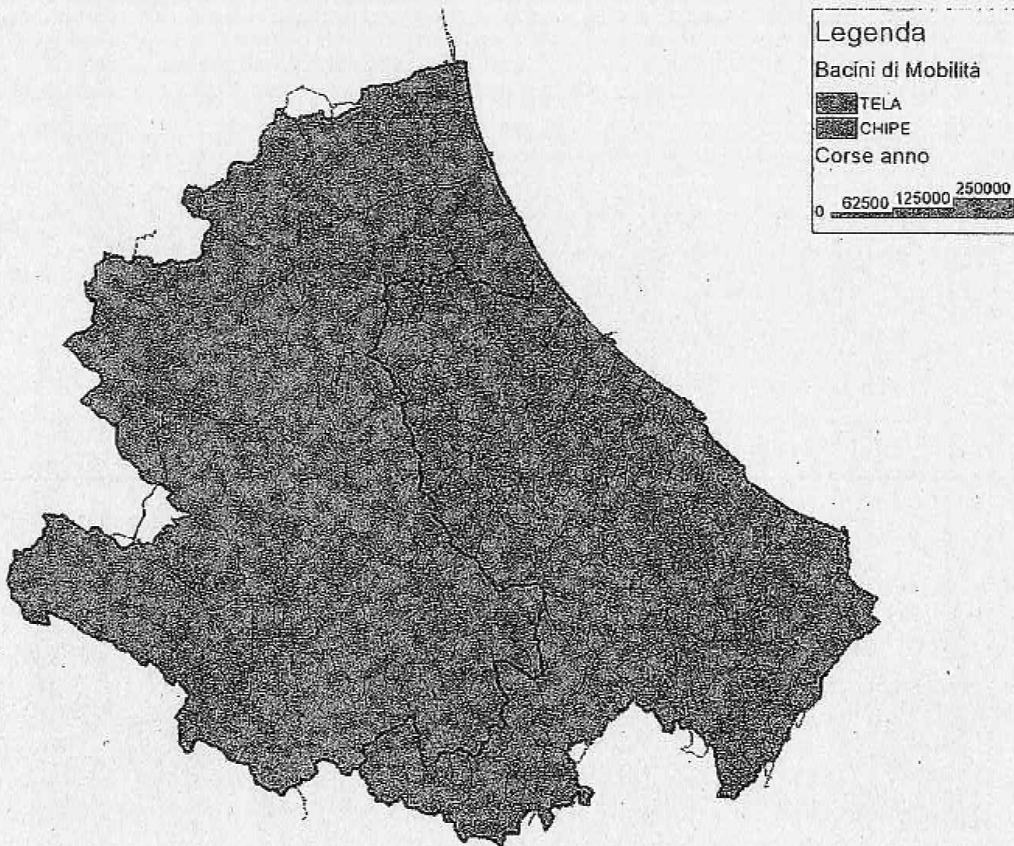 Legenda
Bacini di Mobilità
TELA
CHIPE
Corse anno
0 62500 125000 250000